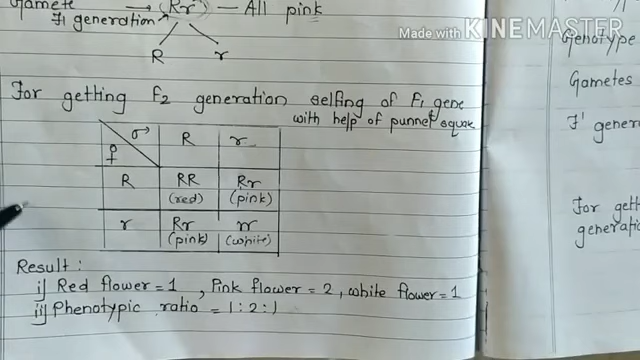 Gamete → (Rr) — All pink
F1 generation
R r
For getting F2 generation selfing of F1 gene
with help of punnet square
♂ R r
♀
R RR Rr
(red) (pink)
r Rr rr
(pink) (white)
Result :
i) Red flower = 1 , Pink flower = 2 , white flower = 1
ii) Phenotypic ratio = 1 : 2 : 1
Made with KINEMASTER
Genotype
Gametes
F1 gener
For gett
generatio